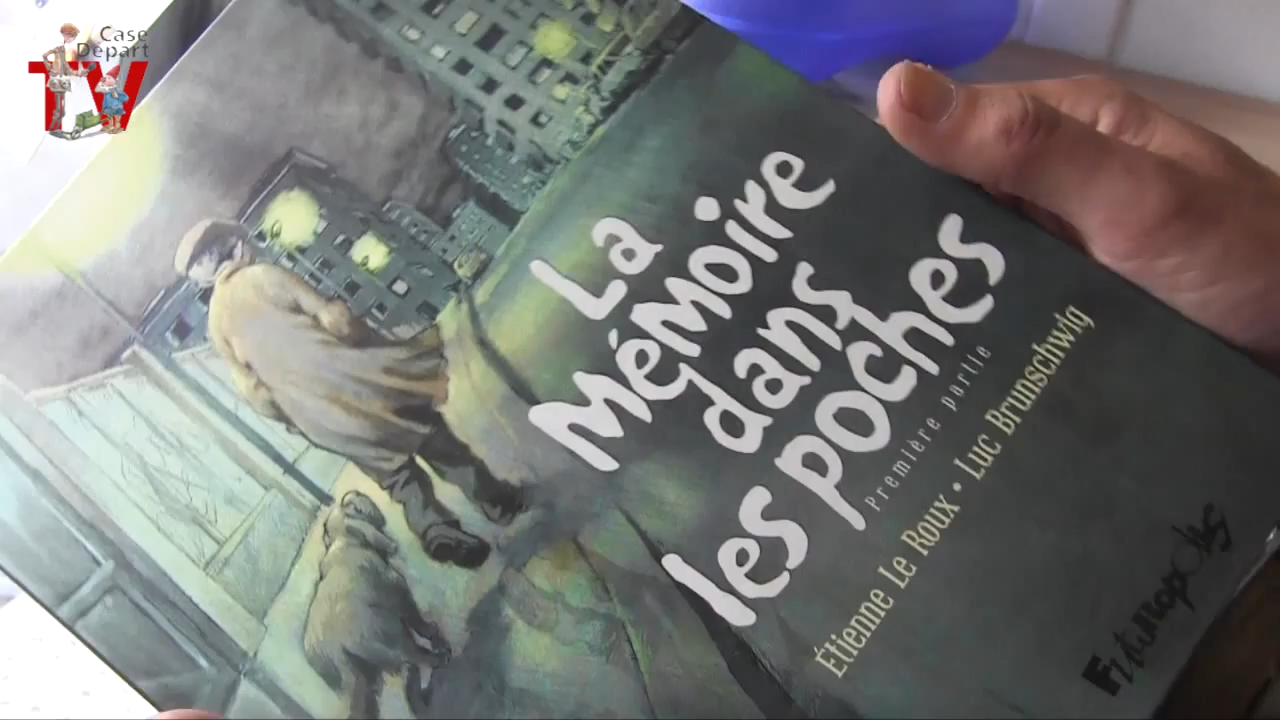 Case
Départ
TV
La
Mémoire
dans
les poches
Première partie
Étienne Le Roux • Luc Brunschwig
Futuropolis